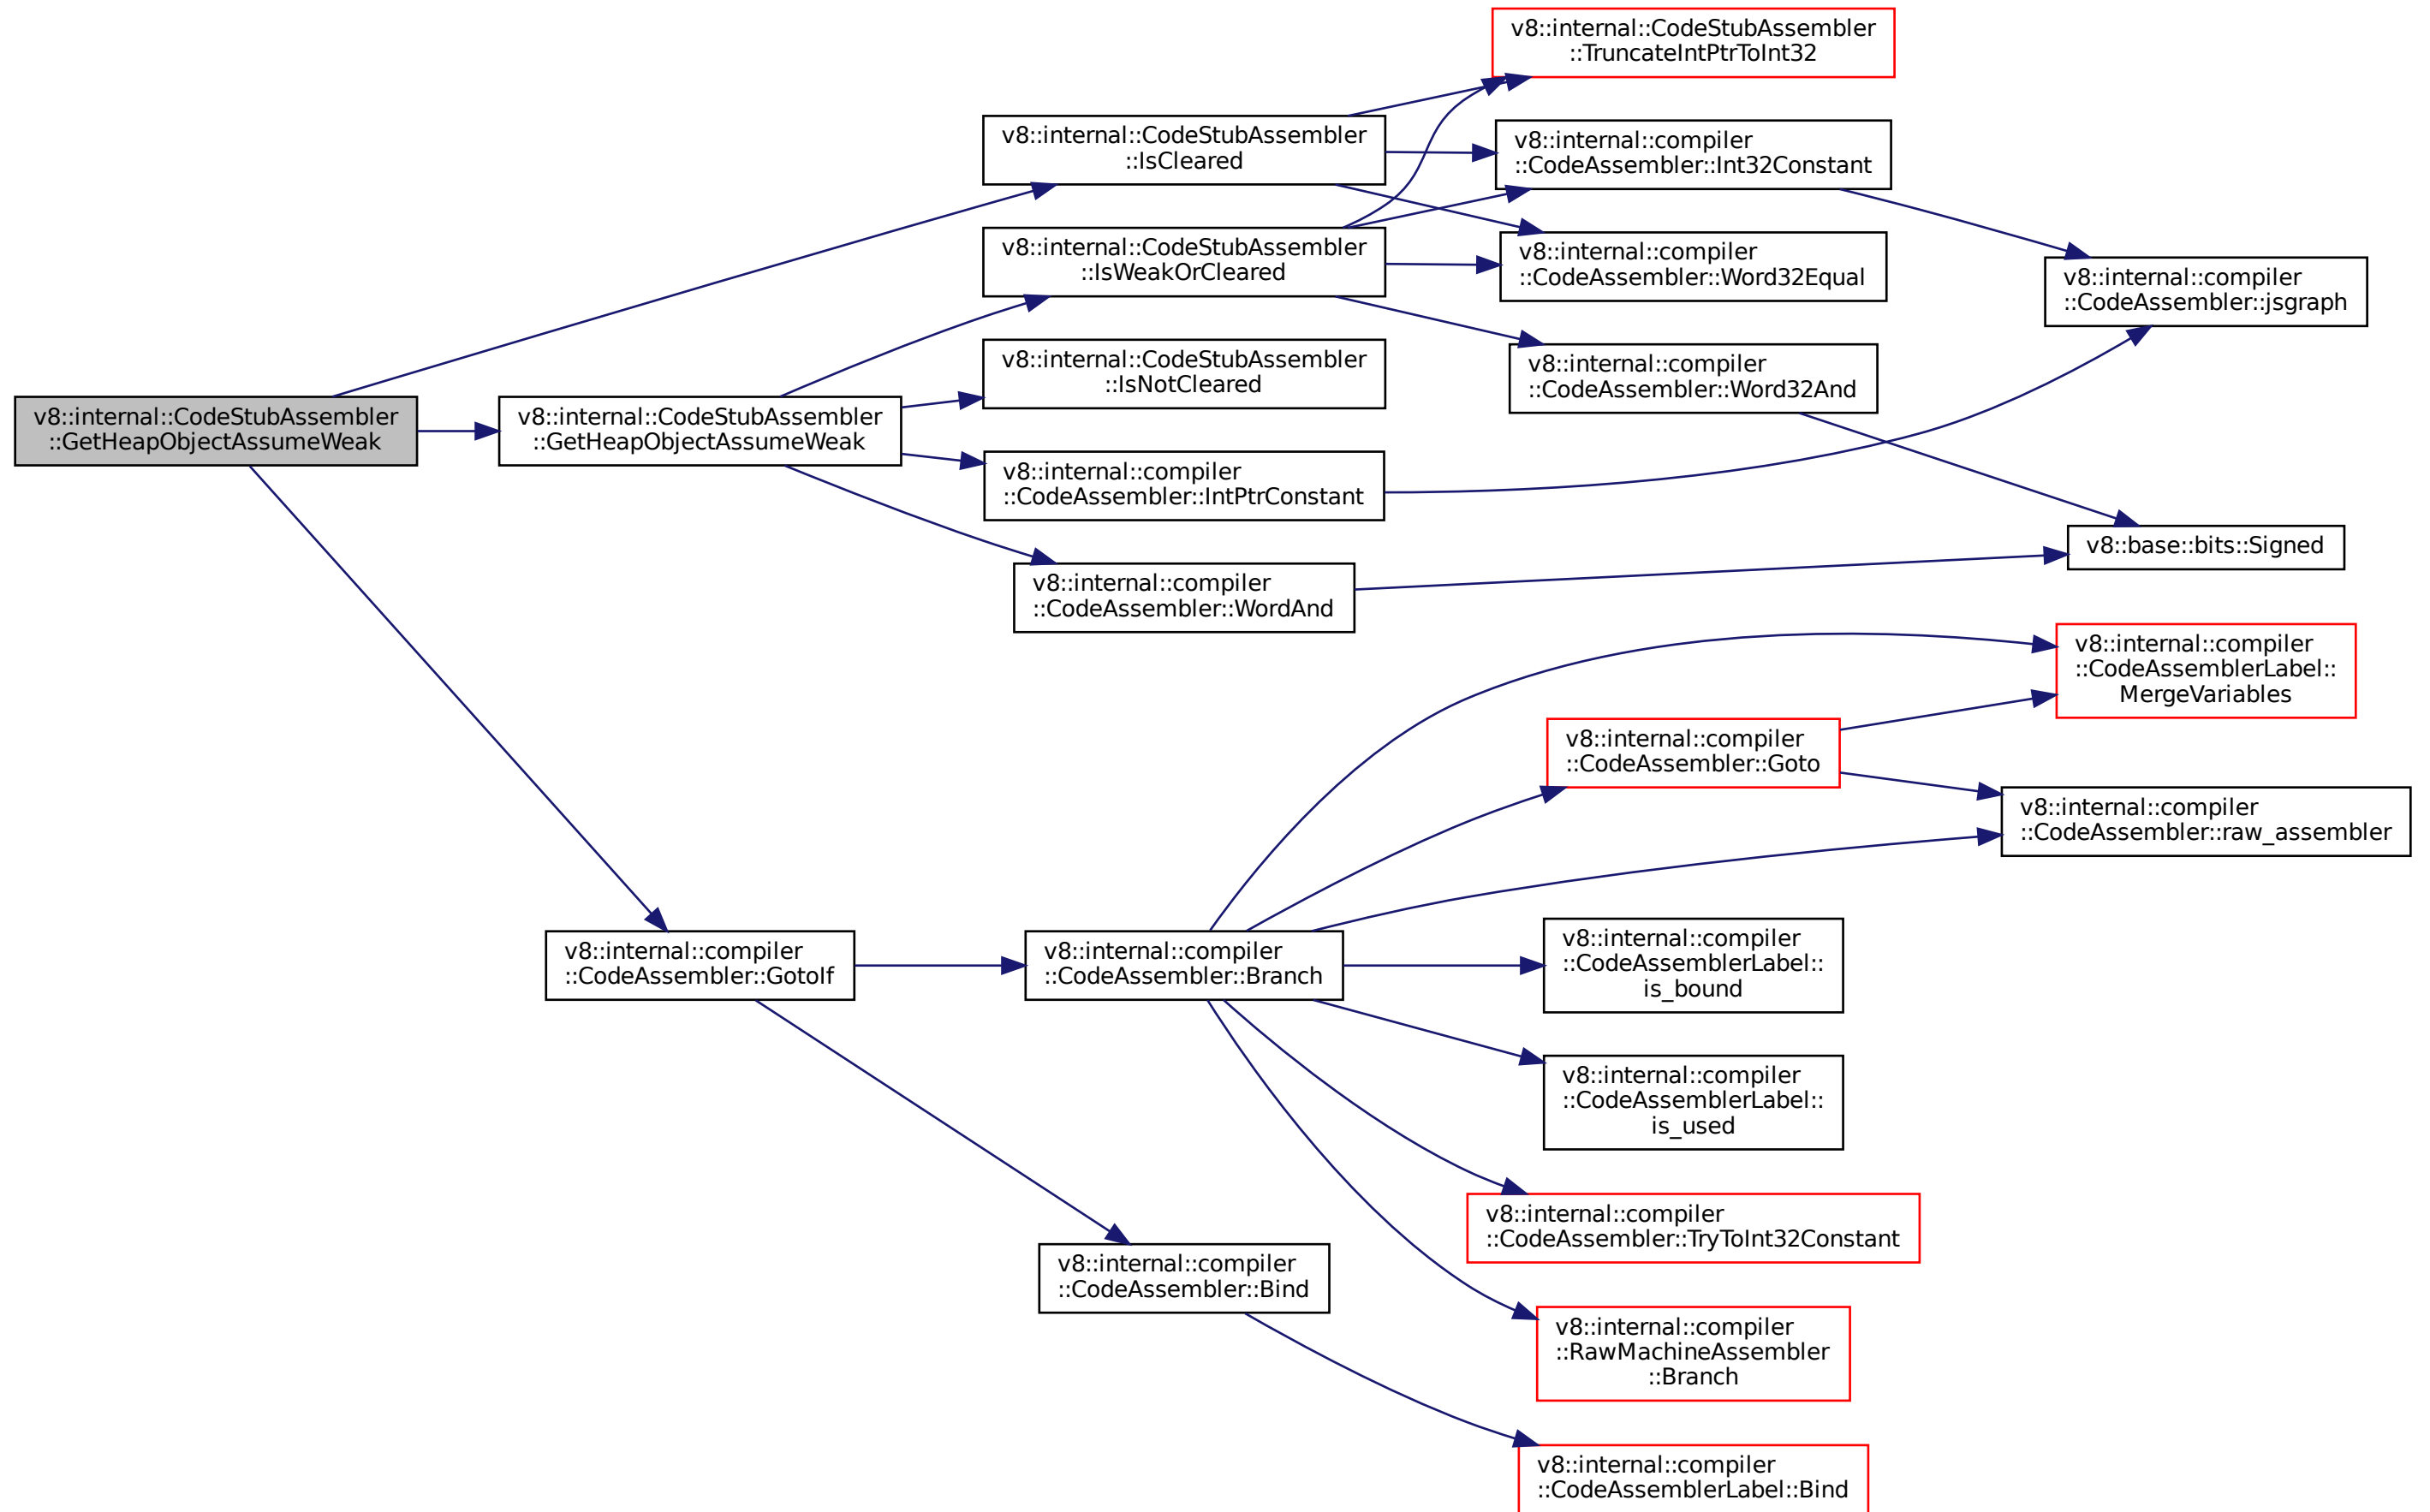 v8::internal::CodeStubAssembler
::GetHeapObjectAssumeWeak
v8::internal::CodeStubAssembler
::GetHeapObjectAssumeWeak
v8::internal::compiler
::CodeAssembler::GotoIf
v8::internal::CodeStubAssembler
::IsCleared
v8::internal::CodeStubAssembler
::IsWeakOrCleared
v8::internal::CodeStubAssembler
::IsNotCleared
v8::internal::compiler
::CodeAssembler::IntPtrConstant
v8::internal::compiler
::CodeAssembler::WordAnd
v8::internal::compiler
::CodeAssembler::Branch
v8::internal::compiler
::CodeAssembler::Bind
v8::internal::CodeStubAssembler
::TruncateIntPtrToInt32
v8::internal::compiler
::CodeAssembler::Int32Constant
v8::internal::compiler
::CodeAssembler::Word32Equal
v8::internal::compiler
::CodeAssembler::Word32And
v8::internal::compiler
::CodeAssembler::Goto
v8::internal::compiler
::CodeAssemblerLabel::
is_bound
v8::internal::compiler
::CodeAssemblerLabel::
is_used
v8::internal::compiler
::CodeAssembler::TryToInt32Constant
v8::internal::compiler
::RawMachineAssembler
::Branch
v8::internal::compiler
::CodeAssemblerLabel::Bind
v8::internal::compiler
::CodeAssembler::jsgraph
v8::base::bits::Signed
v8::internal::compiler
::CodeAssemblerLabel::
MergeVariables
v8::internal::compiler
::CodeAssembler::raw_assembler